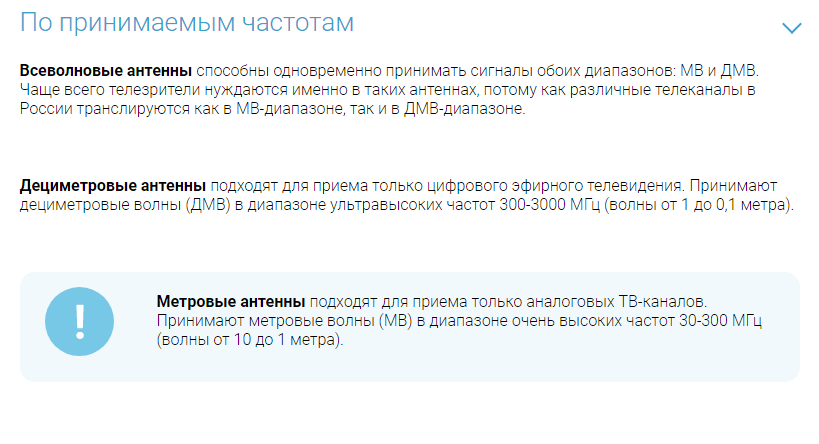 По принимаемым частотам
Всеволновые антенны способны одновременно принимать сигналы обоих диапазонов: МВ и ДМВ.
Чаще всего телезрители нуждаются именно в таких антеннах, потому как различные телеканалы в
России транслируются как в МВ-диапазоне, так и в ДМВ-диапазоне.
Дециметровые антенны подходят для приема только цифрового эфирного телевидения. Принимают
дециметровые волны (ДМВ) в диапазоне ультравысоких частот 300-3000 МГц (волны от 1 до 0,1 метра).
!
Метровые антенны подходят для приема только аналоговых ТВ-каналов.
Принимают метровые волны (МВ) в диапазоне очень высоких частот 30-300 МГц
(волны от 10 до 1 метра).